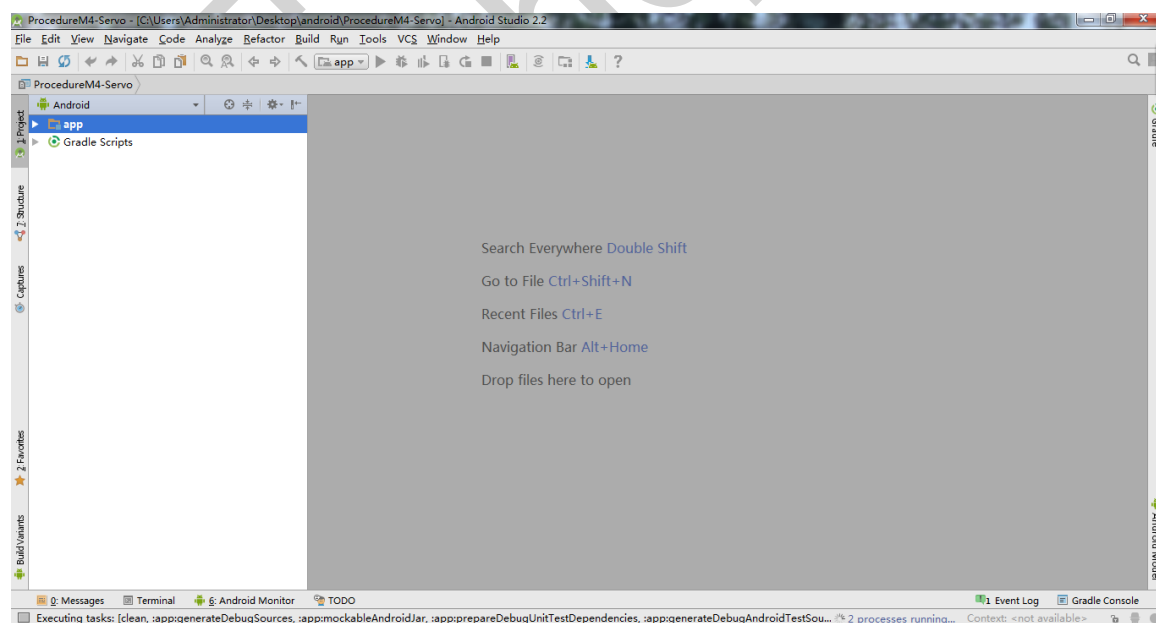 ProcedureM4-Servo - [C:\Users\Administrator\Desktop\android\ProcedureM4-Servo] - Android Studio 2.2
File Edit View Navigate Code Analyze Refactor Build Run Tools VCS Window Help
app
ProcedureM4-Servo
Android
app
Gradle Scripts
1: Project
7: Structure
Captures
2: Favorites
Build Variants
Search Everywhere Double Shift
Go to File Ctrl+Shift+N
Recent Files Ctrl+E
Navigation Bar Alt+Home
Drop files here to open
Gradle
Android Model
0: Messages Terminal 6: Android Monitor TODO 1 Event Log Gradle Console
Executing tasks: [clean, :app:generateDebugSources, :app:mockableAndroidJar, :app:prepareDebugUnitTestDependencies, :app:generateDebugAndroidTestSou... 2 processes running... Context: <not available>